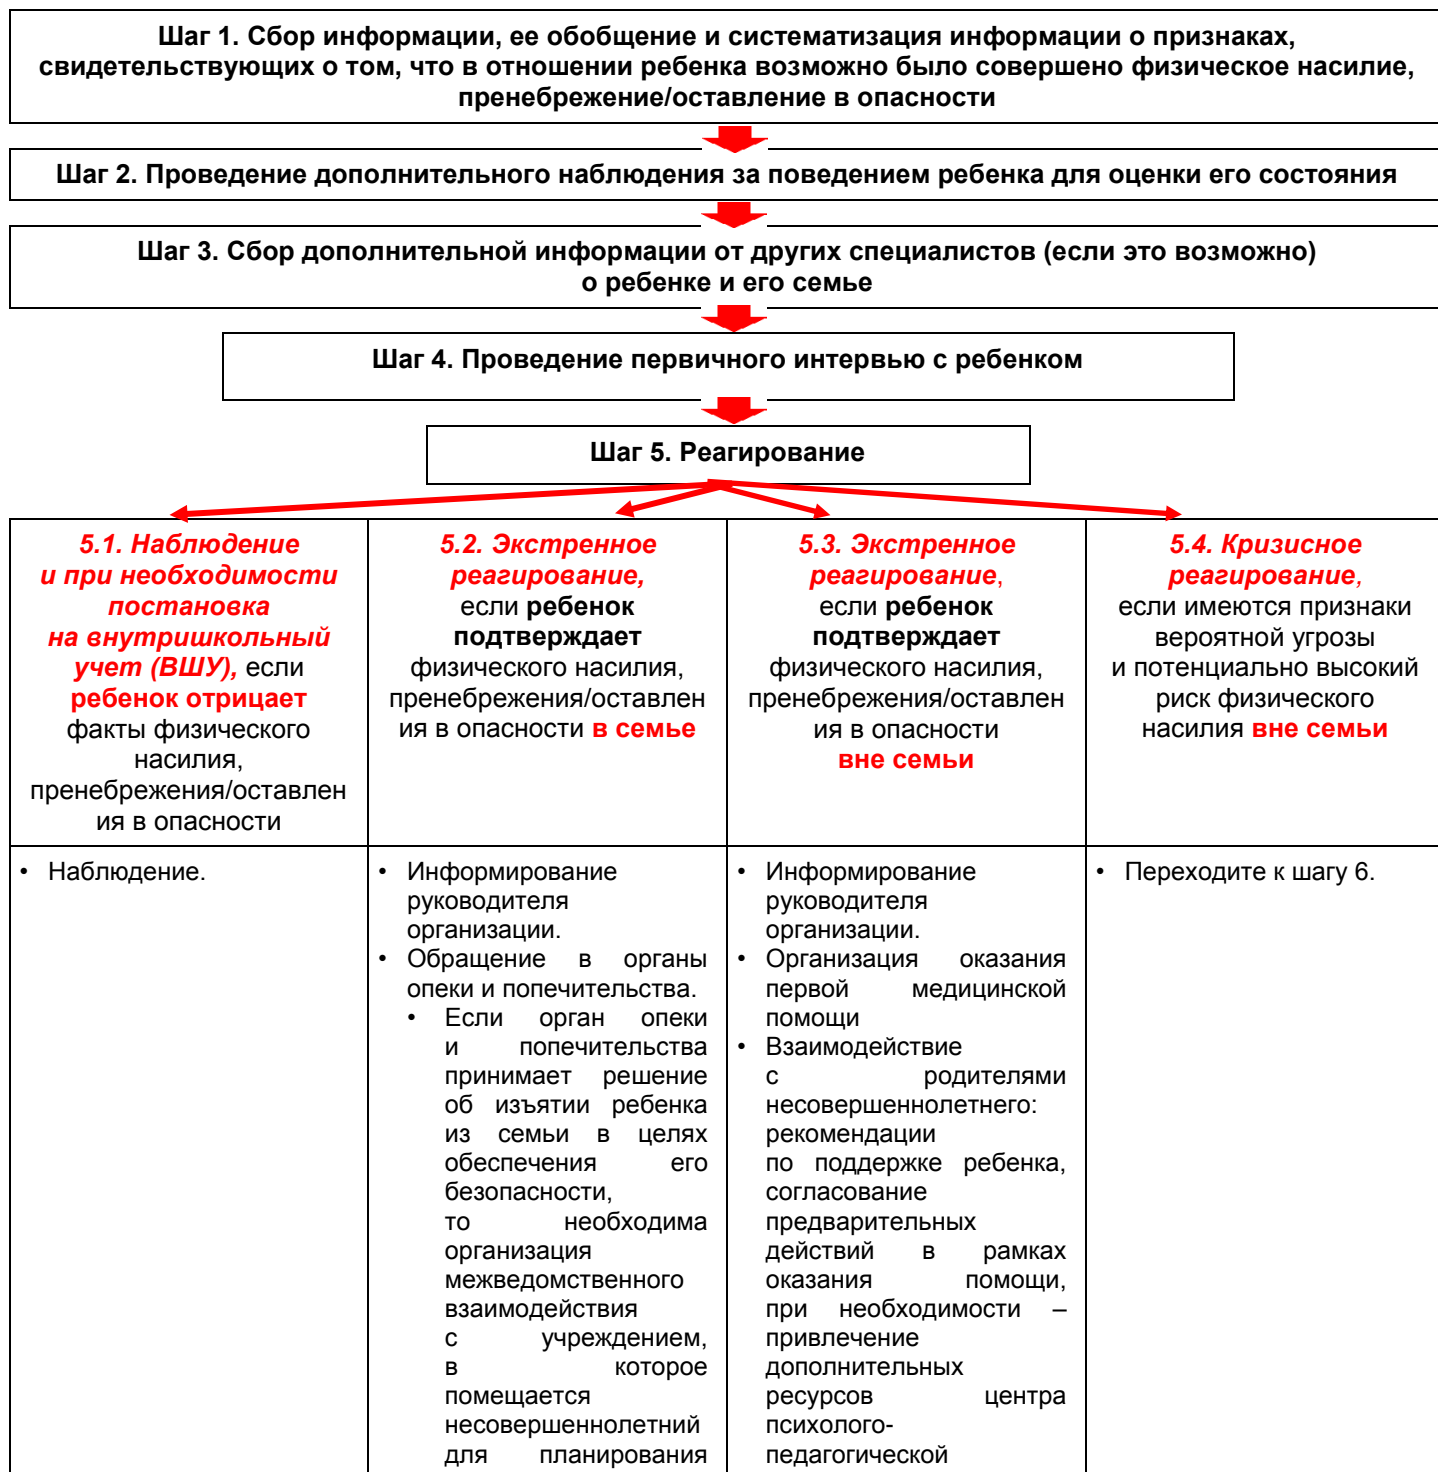 Шаг 1. Сбор информации, ее обобщение и систематизация информации о признаках,
свидетельствующих о том, что в отношении ребенка возможно было совершено физическое насилие,
пренебрежение/оставление в опасности
Шаг 2. Проведение дополнительного наблюдения за поведением ребенка для оценки его состояния
Шаг 3. Сбор дополнительной информации от других специалистов (если это возможно)
о ребенке и его семье
Шаг 4. Проведение первичного интервью с ребенком
Шаг 5. Реагирование
5.1. Наблюдение
и при необходимости
постановка
на внутришкольный
учет (ВШУ), если
ребенок отрицает
факты физического
насилия,
пренебрежения/оставлен
ия в опасности
5.2. Экстренное
реагирование,
если ребенок
подтверждает
физического насилия,
пренебрежения/оставлен
ия в опасности в семье
5.3. Экстренное
реагирование,
если ребенок
подтверждает
физического насилия,
пренебрежения/оставлен
ия в опасности
вне семьи
5.4. Кризисное
реагирование,
если имеются признаки
вероятной угрозы
и потенциально высокий
риск физического
насилия вне семьи
• Наблюдение.
• Информирование
руководителя
организации.
• Обращение в органы
опеки и попечительства.
• Если орган опеки
и попечительства
принимает решение
об изъятии ребенка
из семьи в целях
обеспечения его
безопасности,
то необходима
организация
межведомственного
взаимодействия
с учреждением,
в которое
помещается
несовершеннолетний
для планирования
• Информирование
руководителя
организации.
• Организация оказания
первой медицинской
помощи
• Взаимодействие
с родителями
несовершеннолетнего:
рекомендации
по поддержке ребенка,
согласование
предварительных
действий в рамках
оказания помощи,
при необходимости –
привлечение
дополнительных
ресурсов центра
психолого-
педагогической
• Переходите к шагу 6.